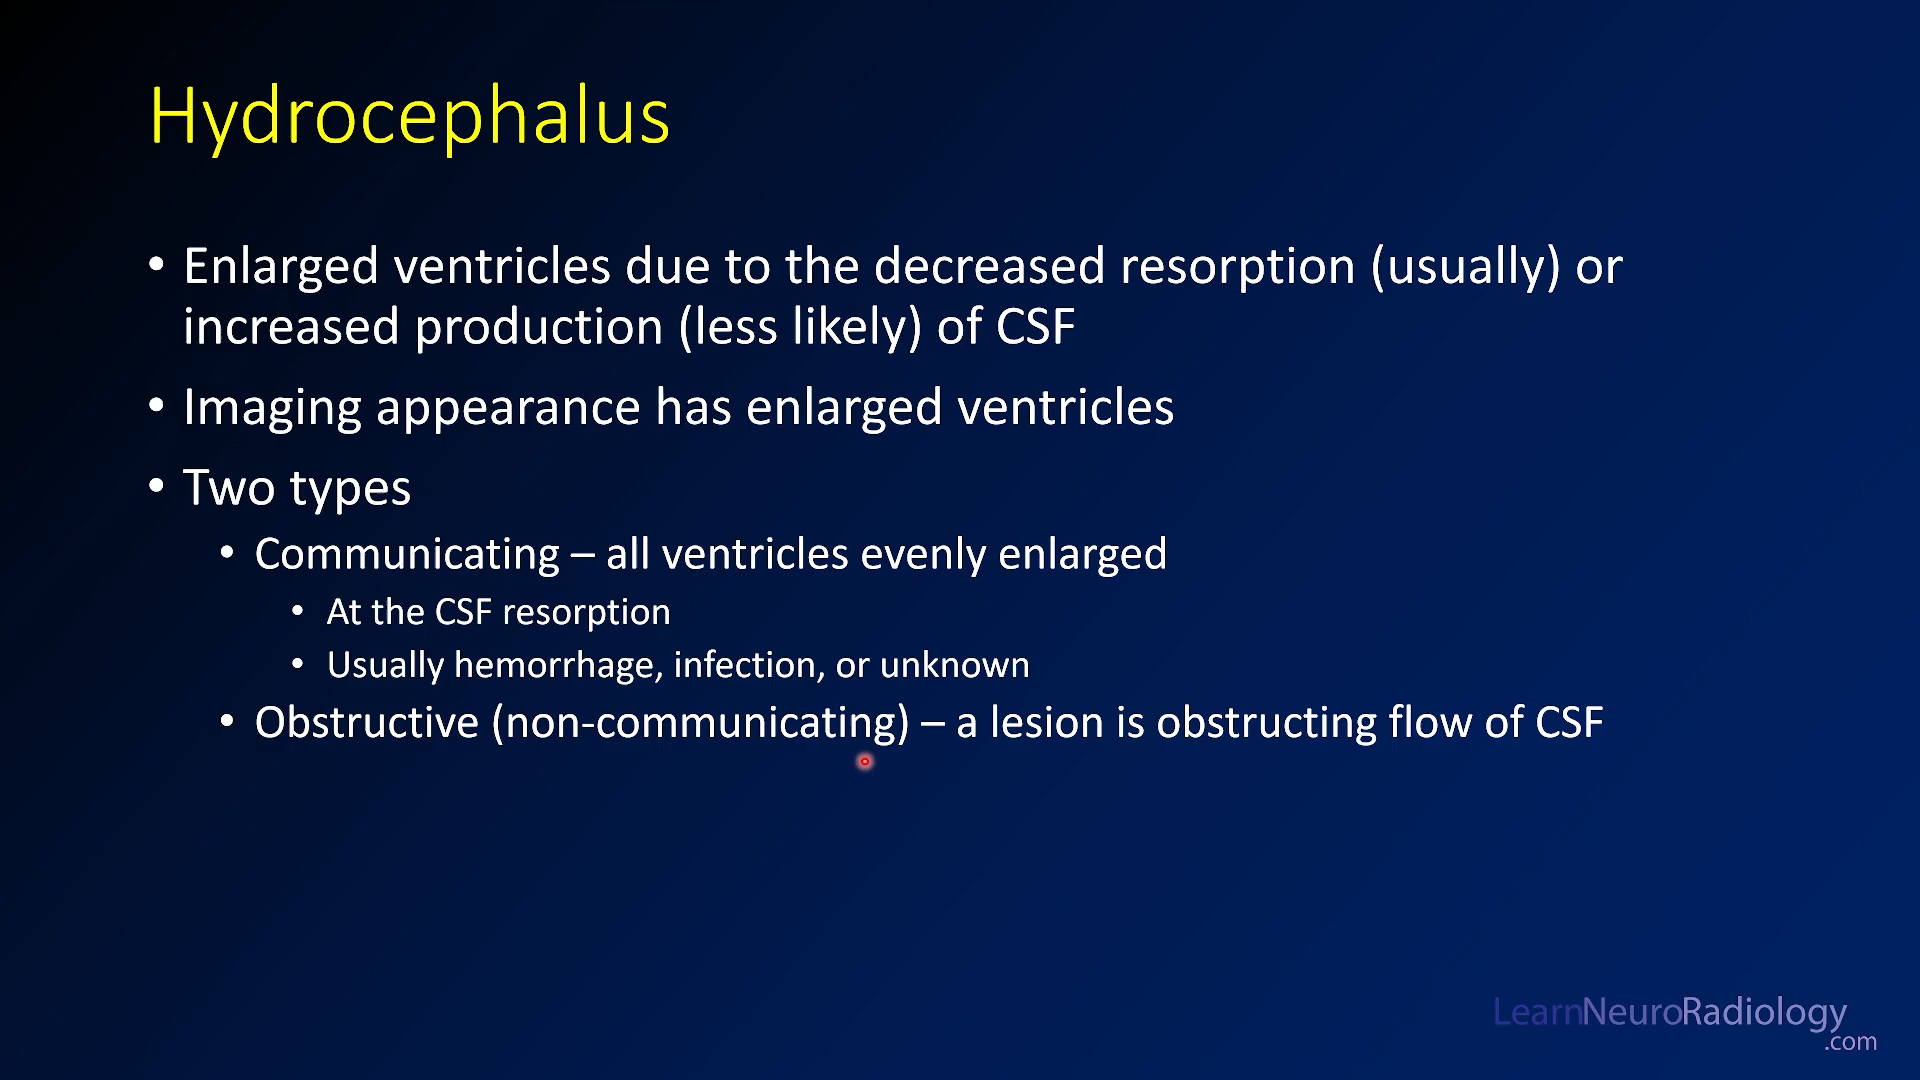 Hydrocephalus
• Enlarged ventricles due to the decreased resorption (usually) or
increased production (less likely) of CSF
• Imaging appearance has enlarged ventricles
• Two types
• Communicating – all ventricles evenly enlarged
• At the CSF resorption
• Usually hemorrhage, infection, or unknown
• Obstructive (non-communicating) – a lesion is obstructing flow of CSF
LearnNeuroRadiology
.com